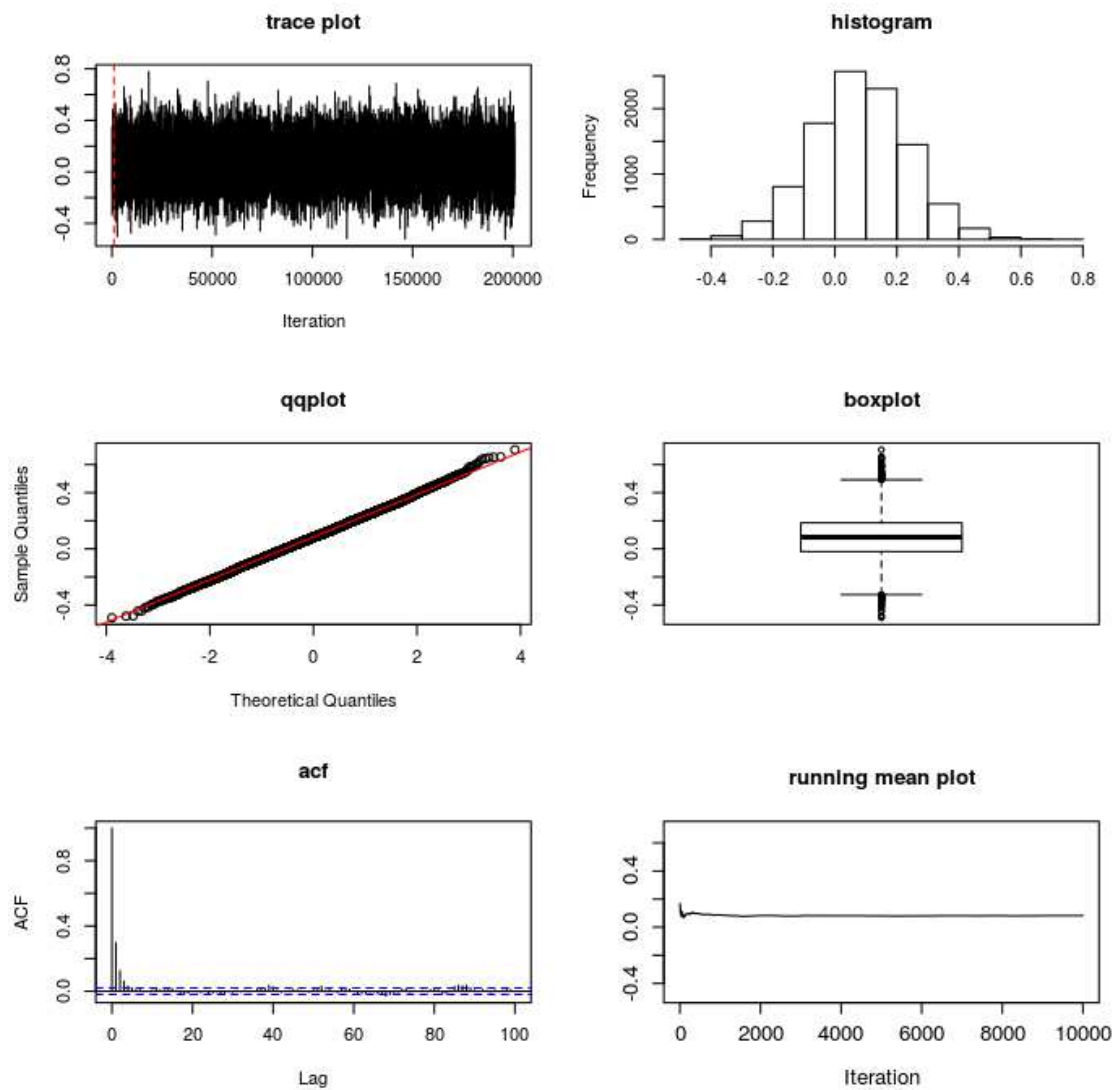 trace plot
0.8
0.4
0.0
-0.4
0 50000 100000 150000 200000
Iteration
histogram
Frequency
2000
1000
0
-0.4 -0.2 0.0 0.2 0.4 0.6 0.8
qqplot
Sample Quantiles
0.4
0.0
-0.4
-4 -2 0 2 4
Theoretical Quantiles
boxplot
0.4
0.0
-0.4
acf
ACF
0.8
0.4
0.0
0 20 40 60 80 100
Lag
running mean plot
0.4
0.0
-0.4
0 2000 4000 6000 8000 10000
Iteration